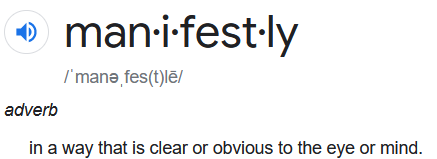 man·i·fest·ly
/ˈmanəˌfes(t)lē/
adverb
in a way that is clear or obvious to the eye or mind.